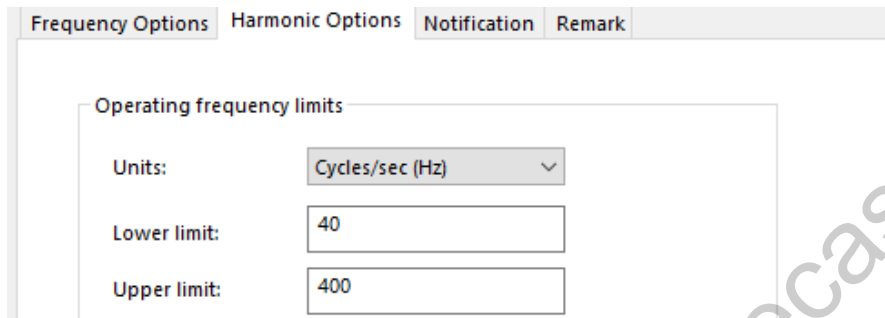 Frequency Options Harmonic Options Notification Remark
Operating frequency limits
Units: Cycles/sec (Hz)
Lower limit: 40
Upper limit: 400